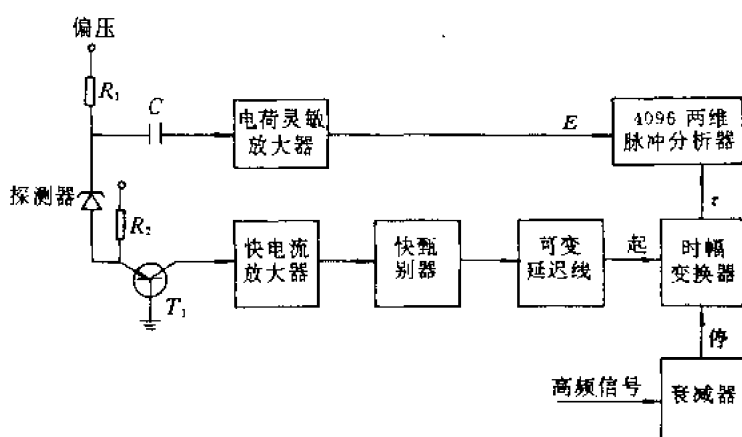 偏压
R₁
C
电荷灵敏
放大器
E
4096 两维
脉冲分析器
探测器
R₂
τ
快电流
放大器
快甄
别器
可变
延迟线
起
时幅
变换器
T₁
停
高频信号
衰减器